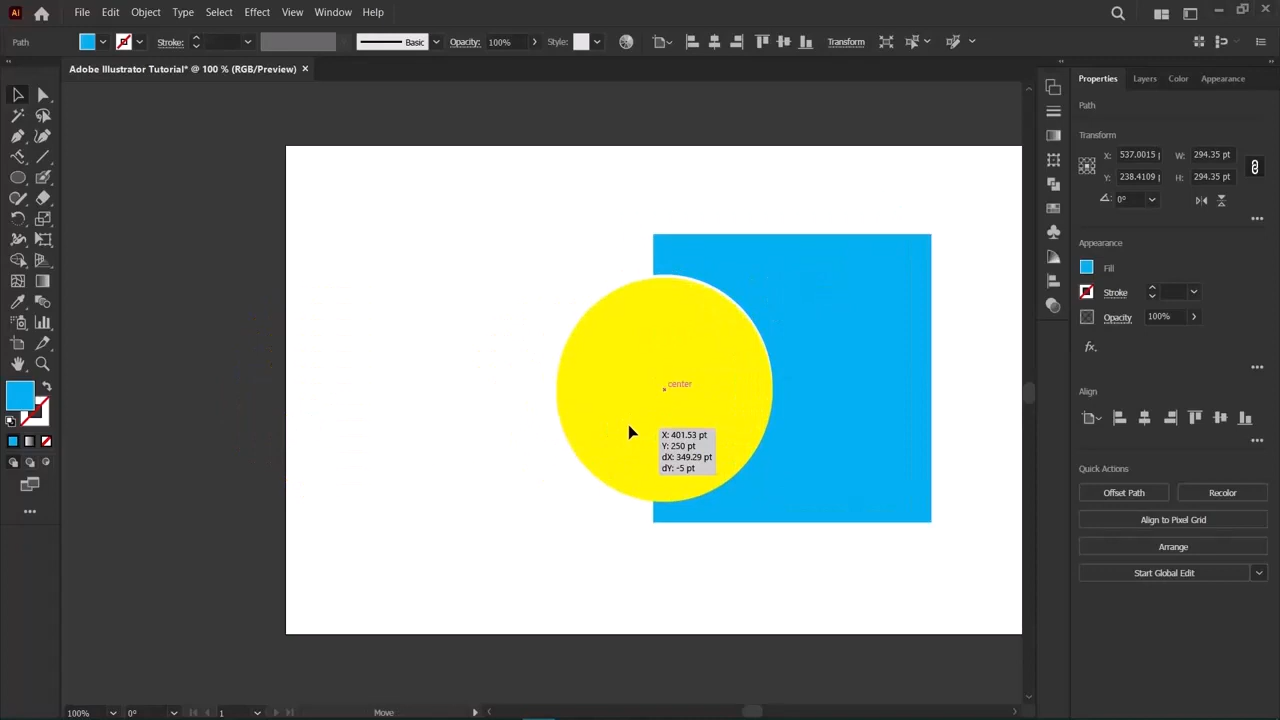 Ai File Edit Object Type Select Effect View Window Help
Path Stroke: Basic Opacity: 100% Style: Transform
Adobe Illustrator Tutorial* @ 100 % (RGB/Preview) ×
Properties Layers Color Appearance
Path
Transform
X: 537.0015 W: 294.35 pt
Y: 238.4109 H: 294.35 pt
0°
Appearance
Fill
Stroke
Opacity 100%
fx.
Align
Quick Actions
Offset Path Recolor
Align to Pixel Grid
Arrange
Start Global Edit
center
X: 401.53 pt
Y: 250 pt
dX: 349.29 pt
dY: -5 pt
100% 0° 1 Move